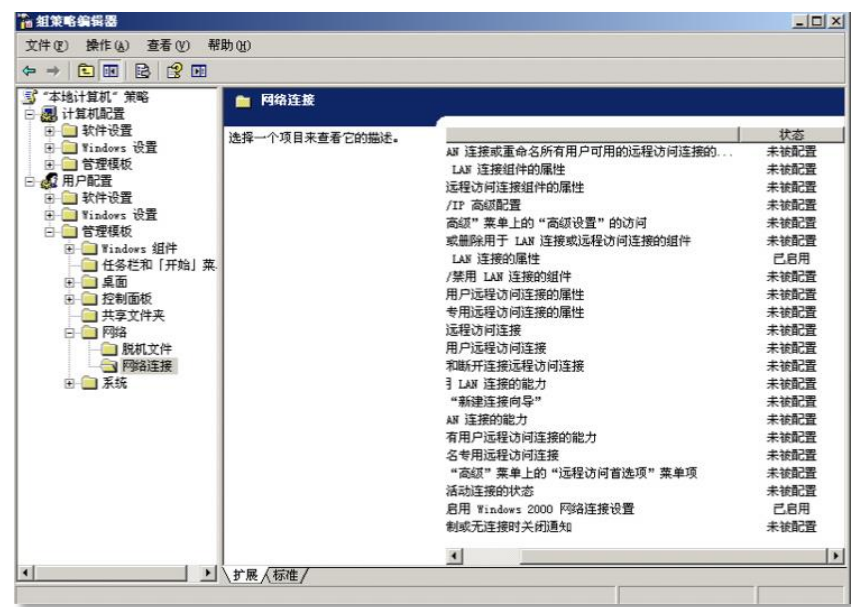 组策略编辑器
文件(F) 操作(A) 查看(V) 帮助(H)
"本地计算机" 策略
计算机配置
软件设置
Windows 设置
管理模板
用户配置
软件设置
Windows 设置
管理模板
Windows 组件
任务栏和「开始」菜
桌面
控制面板
共享文件夹
网络
脱机文件
网络连接
系统
网络连接
选择一个项目来查看它的描述。
状态
AN 连接或重命名所有用户可用的远程访问连接的... 未被配置
LAN 连接组件的属性 未被配置
远程访问连接组件的属性 未被配置
/IP 高级配置 未被配置
高级”菜单上的“高级设置”的访问 未被配置
或删除用于 LAN 连接或远程访问连接的组件 未被配置
LAN 连接的属性 已启用
/禁用 LAN 连接的组件 未被配置
用户远程访问连接的属性 未被配置
专用远程访问连接的属性 未被配置
远程访问连接 未被配置
用户远程访问连接 未被配置
和断开连接远程访问连接 未被配置
LAN 连接的能力 未被配置
“新建连接向导” 未被配置
AN 连接的能力 未被配置
有用户远程访问连接的能力 未被配置
名专用远程访问连接 未被配置
“高级”菜单上的“远程访问首选项”菜单项 未被配置
活动连接的状态 未被配置
启用 Windows 2000 网络连接设置 已启用
制或无连接时关闭通知 未被配置
扩展 标准